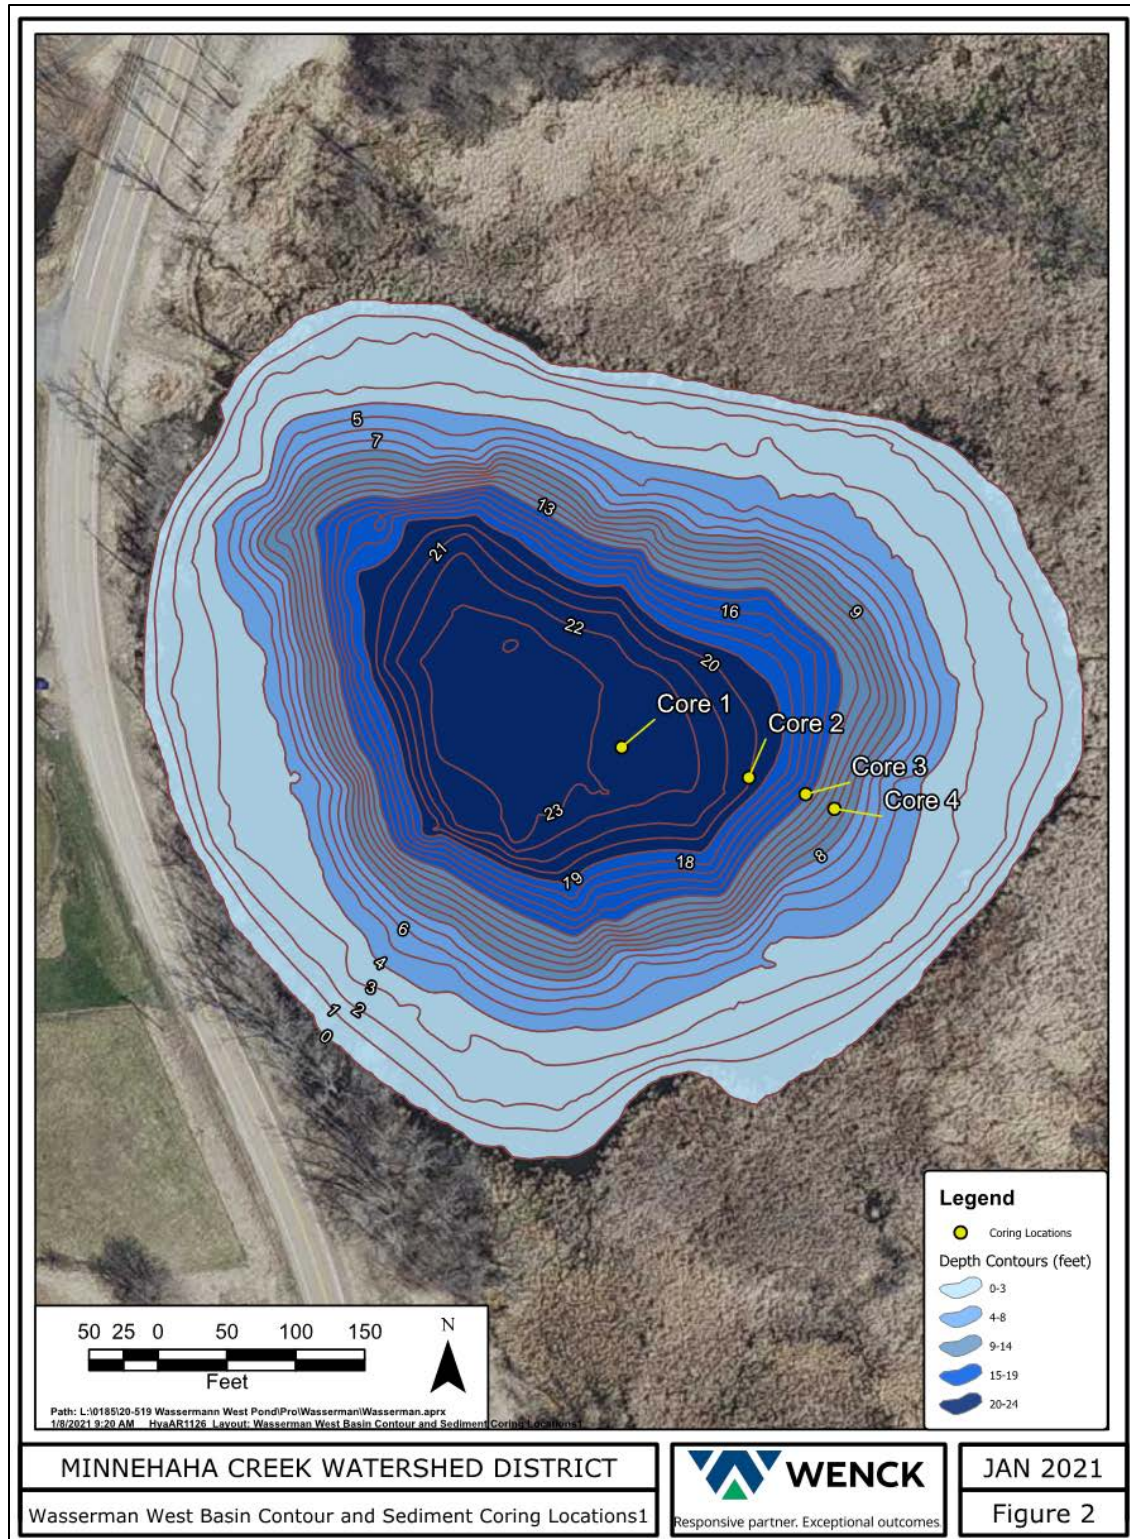 5
7
13
21
9
16
22
20
Core 1
Core 2
Core 3
Core 4
23
8
18
19
6
4
3
1
2
0
Legend
Coring Locations
Depth Contours (feet)
0-3
4-8
9-14
15-19
20-24
50 25 0 50 100 150
Feet
N
Path: L:\0185\20-519 Wassermann West Pond\Pro\Wasserman\Wasserman.aprx
1/8/2021 9:20 AM HyaAR1126 Layout: Wasserman West Basin Contour and Sediment Coring Locations1
MINNEHAHA CREEK WATERSHED DISTRICT
Wasserman West Basin Contour and Sediment Coring Locations1
WENCK
Responsive partner. Exceptional outcomes.
JAN 2021
Figure 2